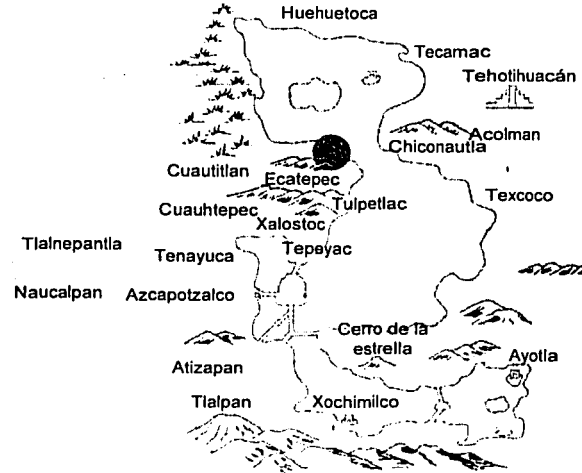 Huehuetoca
Tecamac
Tehotihuacán
Acolman
Chiconautla
Cuautitlan
Ecatepec
Tulpetlac
Texcoco
Cuauhtepec
Xalostoc
Tlalnepantla
Tenayuca
Tepeyac
Naucalpan
Azcapotzalco
Cerro de la
estrella
Ayotla
Atizapan
Tlalpan
Xochimilco